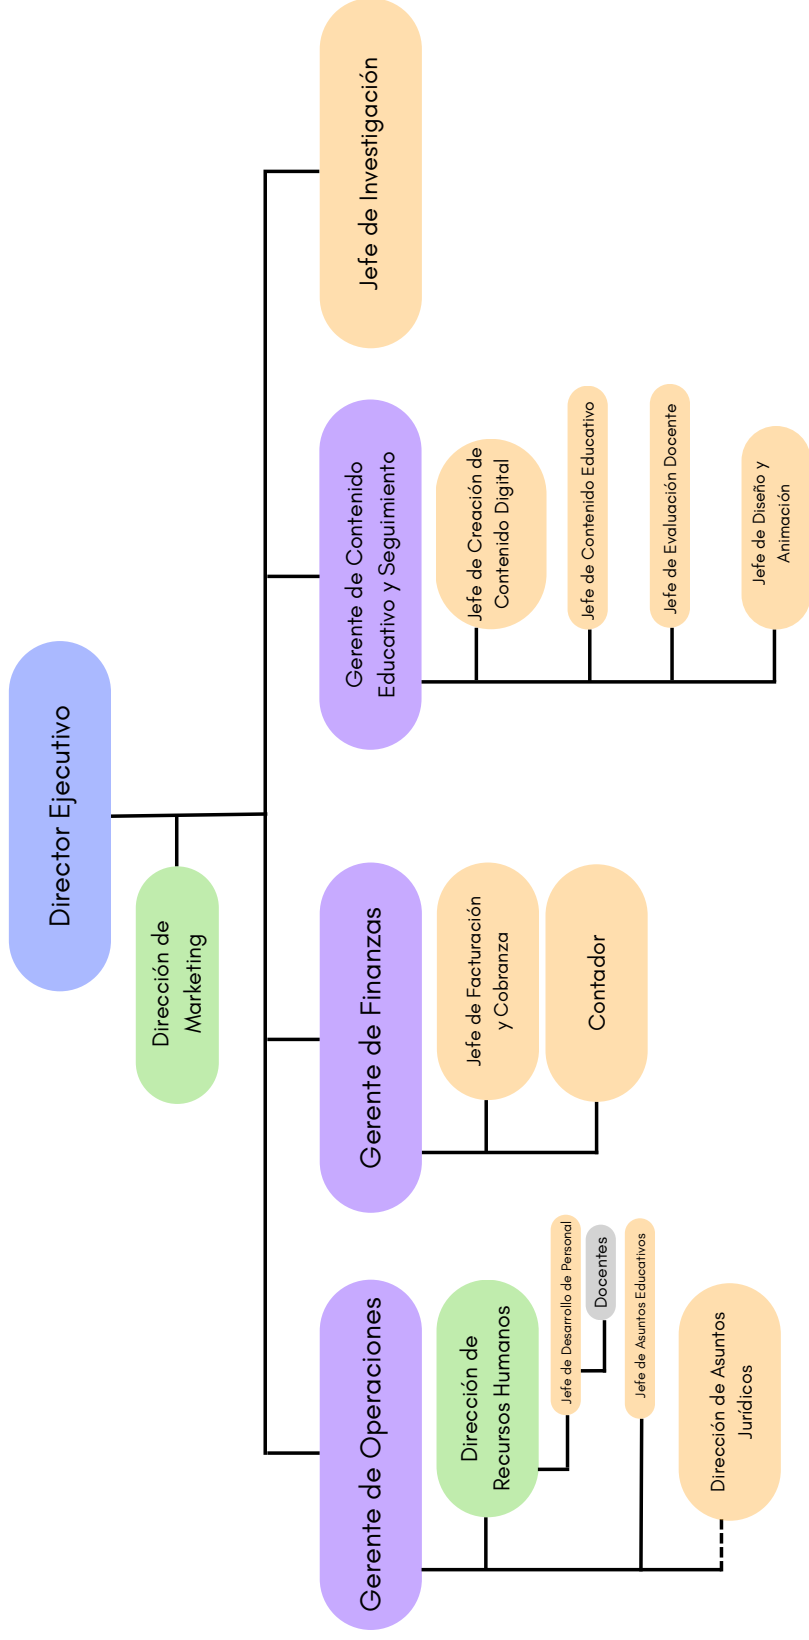 Director Ejecutivo
Dirección de
Marketing
Gerente de Operaciones
Gerente de Finanzas
Gerente de Contenido
Educativo y Seguimiento
Jefe de Investigación
Dirección de
Recursos Humanos
Jefe de Desarrollo de Personal
Docentes
Jefe de Asuntos Educativos
Dirección de Asuntos
Jurídicos
Jefe de Facturación
y Cobranza
Contador
Jefe de Creación de
Contenido Digital
Jefe de Contenido Educativo
Jefe de Evaluación Docente
Jefe de Diseño y
Animación